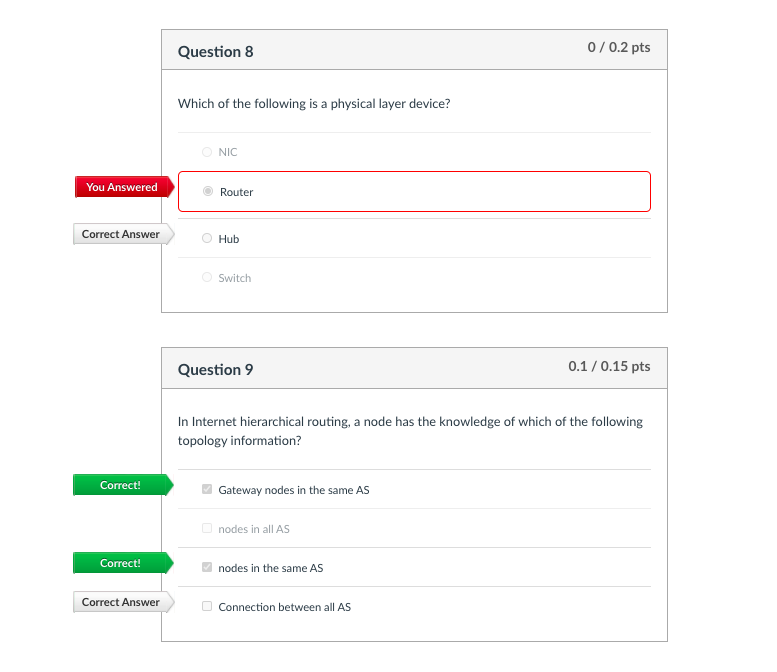 Question 8
0 / 0.2 pts
Which of the following is a physical layer device?
NIC
You Answered
Router
Correct Answer
Hub
Switch
Question 9
0.1 / 0.15 pts
In Internet hierarchical routing, a node has the knowledge of which of the following
topology information?
Correct!
Gateway nodes in the same AS
nodes in all AS
Correct!
nodes in the same AS
Correct Answer
Connection between all AS